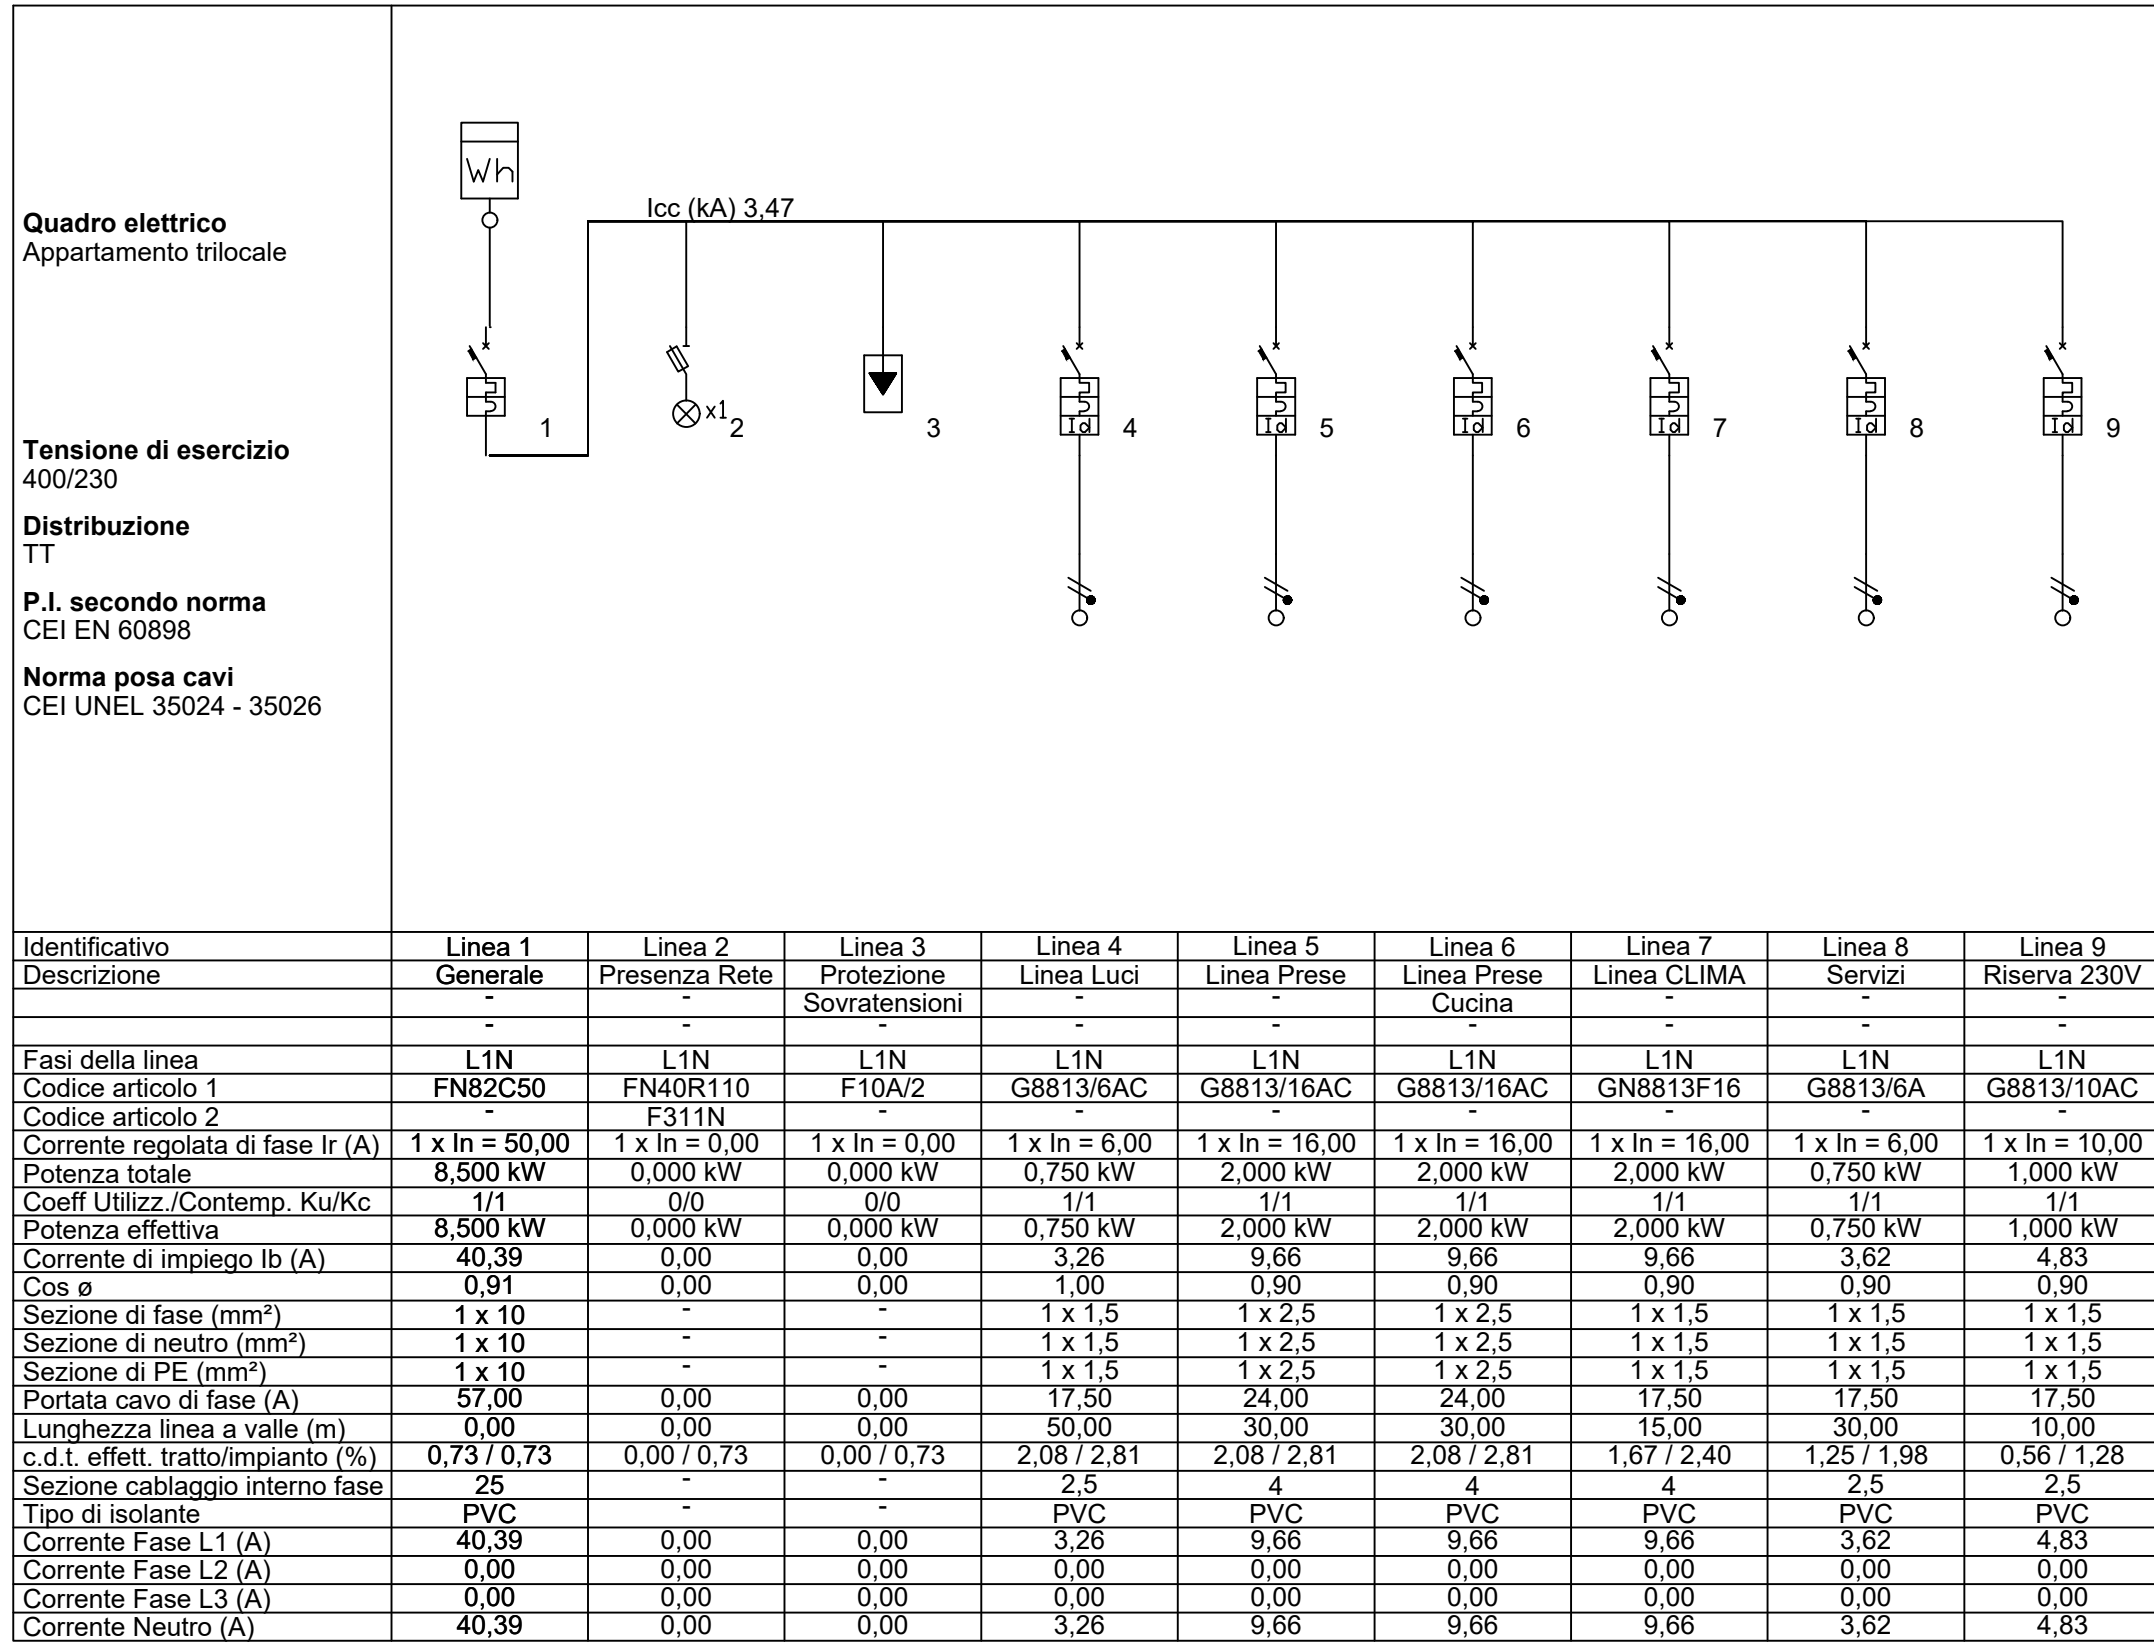 Wh
Icc (kA) 3,47
Quadro elettrico
Appartamento trilocale
1
x1 2
3
Id 4
Id 5
Id 6
Id 7
Id 8
Id 9
Tensione di esercizio
400/230
Distribuzione
TT
P.I. secondo norma
CEI EN 60898
Norma posa cavi
CEI UNEL 35024 - 35026
Identificativo Linea 1 Linea 2 Linea 3 Linea 4 Linea 5 Linea 6 Linea 7 Linea 8 Linea 9
Descrizione Generale Presenza Rete Protezione Linea Luci Linea Prese Linea Prese Linea CLIMA Servizi Riserva 230V
- - Sovratensioni - - Cucina - - -
- - - - - - - - -
Fasi della linea L1N L1N L1N L1N L1N L1N L1N L1N L1N
Codice articolo 1 FN82C50 FN40R110 F10A/2 G8813/6AC G8813/16AC G8813/16AC GN8813F16 G8813/6A G8813/10AC
Codice articolo 2 - F311N - - - - - - -
Corrente regolata di fase Ir (A) 1 x In = 50,00 1 x In = 0,00 1 x In = 0,00 1 x In = 6,00 1 x In = 16,00 1 x In = 16,00 1 x In = 16,00 1 x In = 6,00 1 x In = 10,00
Potenza totale 8,500 kW 0,000 kW 0,000 kW 0,750 kW 2,000 kW 2,000 kW 2,000 kW 0,750 kW 1,000 kW
Coeff Utilizz./Contemp. Ku/Kc 1/1 0/0 0/0 1/1 1/1 1/1 1/1 1/1 1/1
Potenza effettiva 8,500 kW 0,000 kW 0,000 kW 0,750 kW 2,000 kW 2,000 kW 2,000 kW 0,750 kW 1,000 kW
Corrente di impiego Ib (A) 40,39 0,00 0,00 3,26 9,66 9,66 9,66 3,62 4,83
Cos ø 0,91 0,00 0,00 1,00 0,90 0,90 0,90 0,90 0,90
Sezione di fase (mm²) 1 x 10 - - 1 x 1,5 1 x 2,5 1 x 2,5 1 x 1,5 1 x 1,5 1 x 1,5
Sezione di neutro (mm²) 1 x 10 - - 1 x 1,5 1 x 2,5 1 x 2,5 1 x 1,5 1 x 1,5 1 x 1,5
Sezione di PE (mm²) 1 x 10 - - 1 x 1,5 1 x 2,5 1 x 2,5 1 x 1,5 1 x 1,5 1 x 1,5
Portata cavo di fase (A) 57,00 0,00 0,00 17,50 24,00 24,00 17,50 17,50 17,50
Lunghezza linea a valle (m) 0,00 0,00 0,00 50,00 30,00 30,00 15,00 30,00 10,00
c.d.t. effett. tratto/impianto (%) 0,73 / 0,73 0,00 / 0,73 0,00 / 0,73 2,08 / 2,81 2,08 / 2,81 2,08 / 2,81 1,67 / 2,40 1,25 / 1,98 0,56 / 1,28
Sezione cablaggio interno fase 25 - - 2,5 4 4 4 2,5 2,5
Tipo di isolante PVC - - PVC PVC PVC PVC PVC PVC
Corrente Fase L1 (A) 40,39 0,00 0,00 3,26 9,66 9,66 9,66 3,62 4,83
Corrente Fase L2 (A) 0,00 0,00 0,00 0,00 0,00 0,00 0,00 0,00 0,00
Corrente Fase L3 (A) 0,00 0,00 0,00 0,00 0,00 0,00 0,00 0,00 0,00
Corrente Neutro (A) 40,39 0,00 0,00 3,26 9,66 9,66 9,66 3,62 4,83